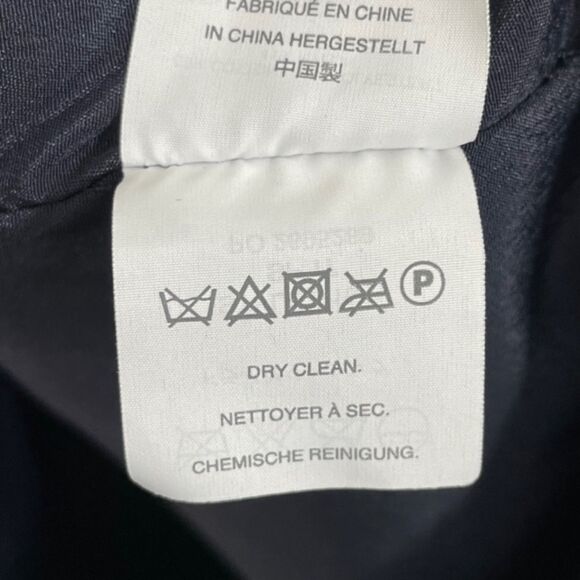 FABRIQUÉ EN CHINE
IN CHINA HERGESTELLT
中国製
P
DRY CLEAN.
NETTOYER À SEC.
CHEMISCHE REINIGUNG.